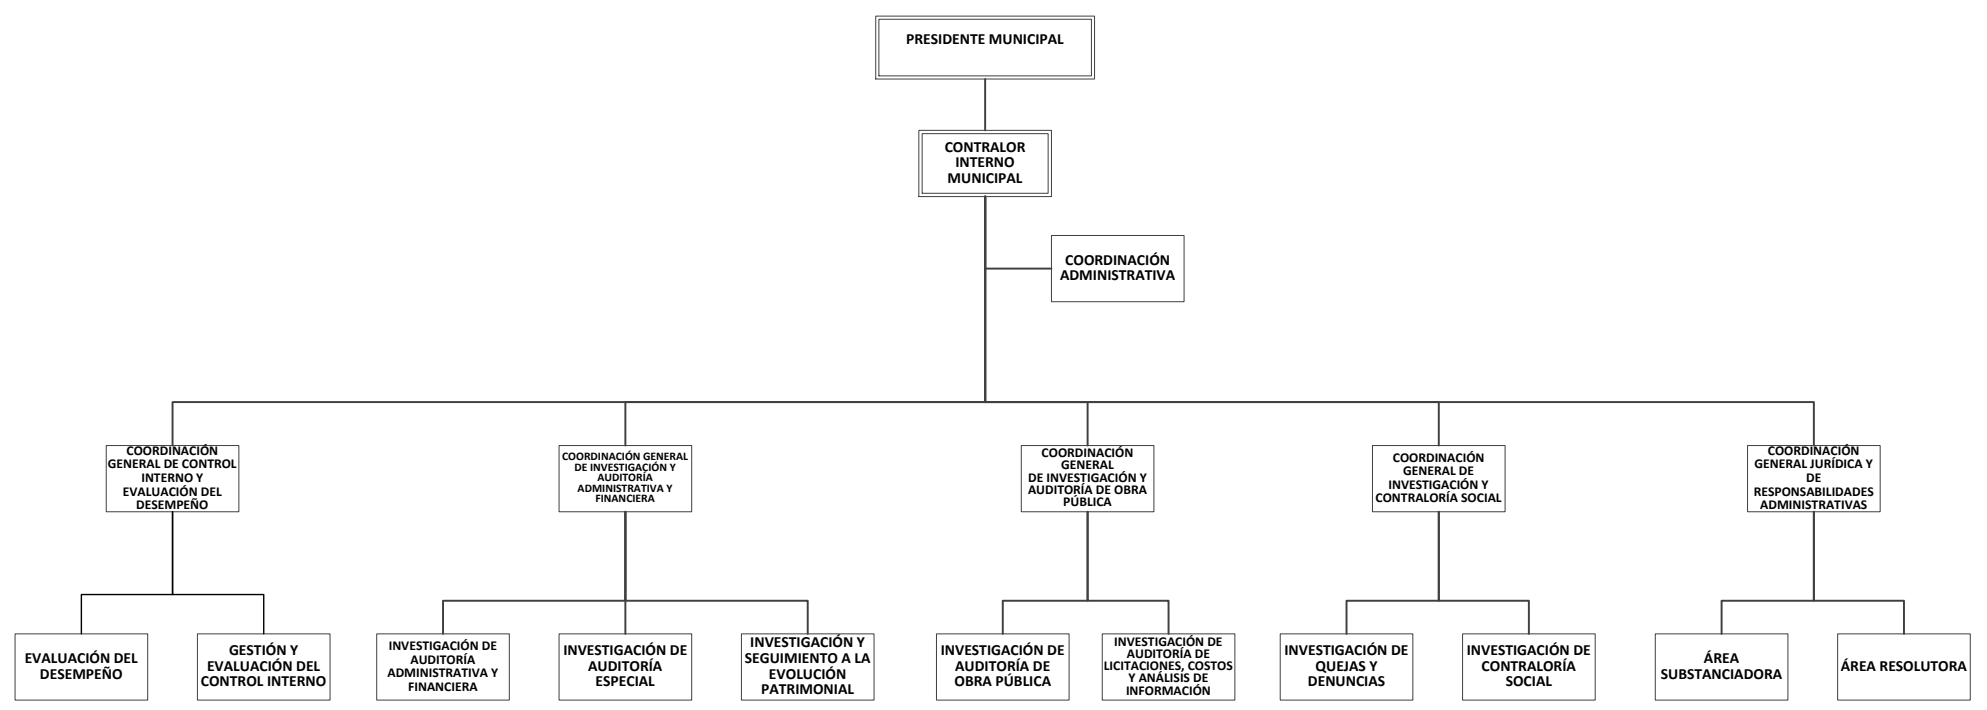 PRESIDENTE MUNICIPAL
CONTRALOR
INTERNO
MUNICIPAL
COORDINACIÓN
ADMINISTRATIVA
COORDINACIÓN
GENERAL DE CONTROL
INTERNO Y
EVALUACIÓN DEL
DESEMPEÑO
COORDINACIÓN GENERAL
DE INVESTIGACIÓN Y
AUDITORÍA
ADMINISTRATIVA Y
FINANCIERA
COORDINACIÓN
GENERAL
DE INVESTIGACIÓN Y
AUDITORÍA DE OBRA
PÚBLICA
COORDINACIÓN
GENERAL DE
INVESTIGACIÓN Y
CONTRALORÍA SOCIAL
COORDINACIÓN
GENERAL JURÍDICA Y
DE
RESPONSABILIDADES
ADMINISTRATIVAS
EVALUACIÓN DEL
DESEMPEÑO
GESTIÓN Y
EVALUACIÓN DEL
CONTROL INTERNO
INVESTIGACIÓN DE
AUDITORÍA
ADMINISTRATIVA Y
FINANCIERA
INVESTIGACIÓN DE
AUDITORÍA
ESPECIAL
INVESTIGACIÓN Y
SEGUIMIENTO A LA
EVOLUCIÓN
PATRIMONIAL
INVESTIGACIÓN DE
AUDITORÍA DE
OBRA PÚBLICA
INVESTIGACIÓN DE
AUDITORÍA DE
LICITACIONES, COSTOS
Y ANÁLISIS DE
INFORMACIÓN
INVESTIGACIÓN DE
QUEJAS Y
DENUNCIAS
INVESTIGACIÓN DE
CONTRALORÍA
SOCIAL
ÁREA
SUBSTANCIADORA
ÁREA RESOLUTORA